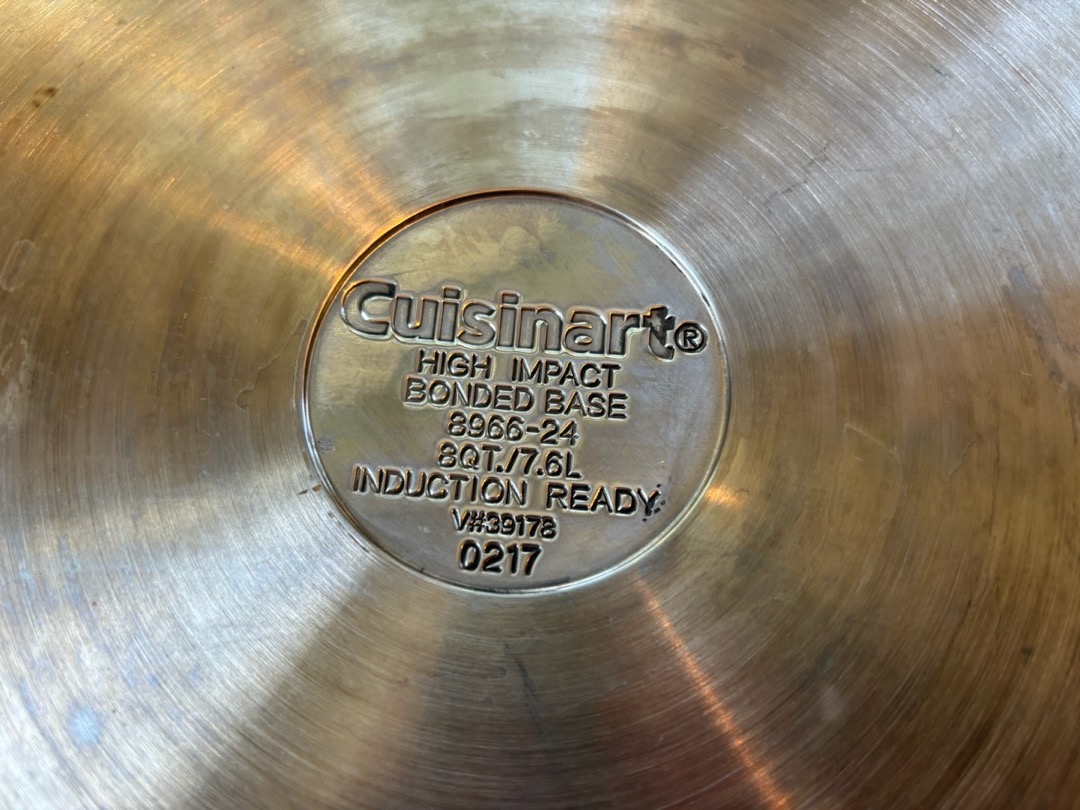 Cuisinart®
HIGH IMPACT
BONDED BASE
8966-24
8QT./7.6L
INDUCTION READY
V#39178
0217